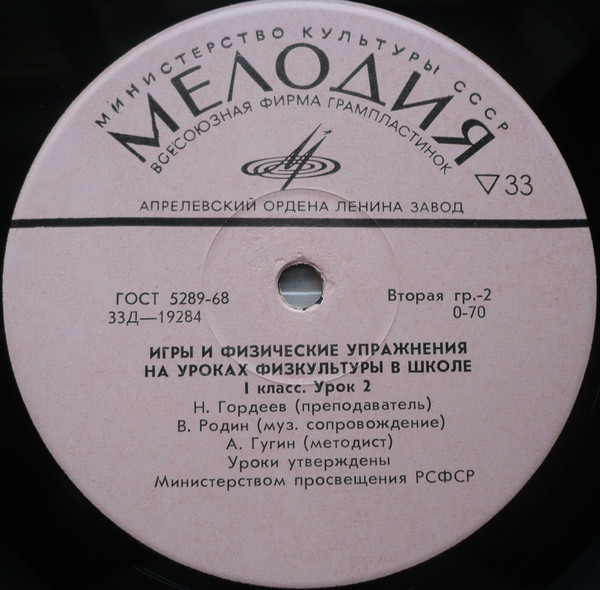 МИНИСТЕРСТВО КУЛЬТУРЫ СССР
МЕЛОДИЯ
ВСЕСОЮЗНАЯ ФИРМА ГРАМПЛАСТИНОК
▽33
АПРЕЛЕВСКИЙ ОРДЕНА ЛЕНИНА ЗАВОД
ГОСТ 5289-68
Вторая гр.-2
33Д—19284
0-70
ИГРЫ И ФИЗИЧЕСКИЕ УПРАЖНЕНИЯ
НА УРОКАХ ФИЗКУЛЬТУРЫ В ШКОЛЕ
I класс. Урок 2
Н. Гордеев (преподаватель)
В. Родин (муз. сопровождение)
А. Гугин (методист)
Уроки утверждены
Министерством просвещения РСФСР